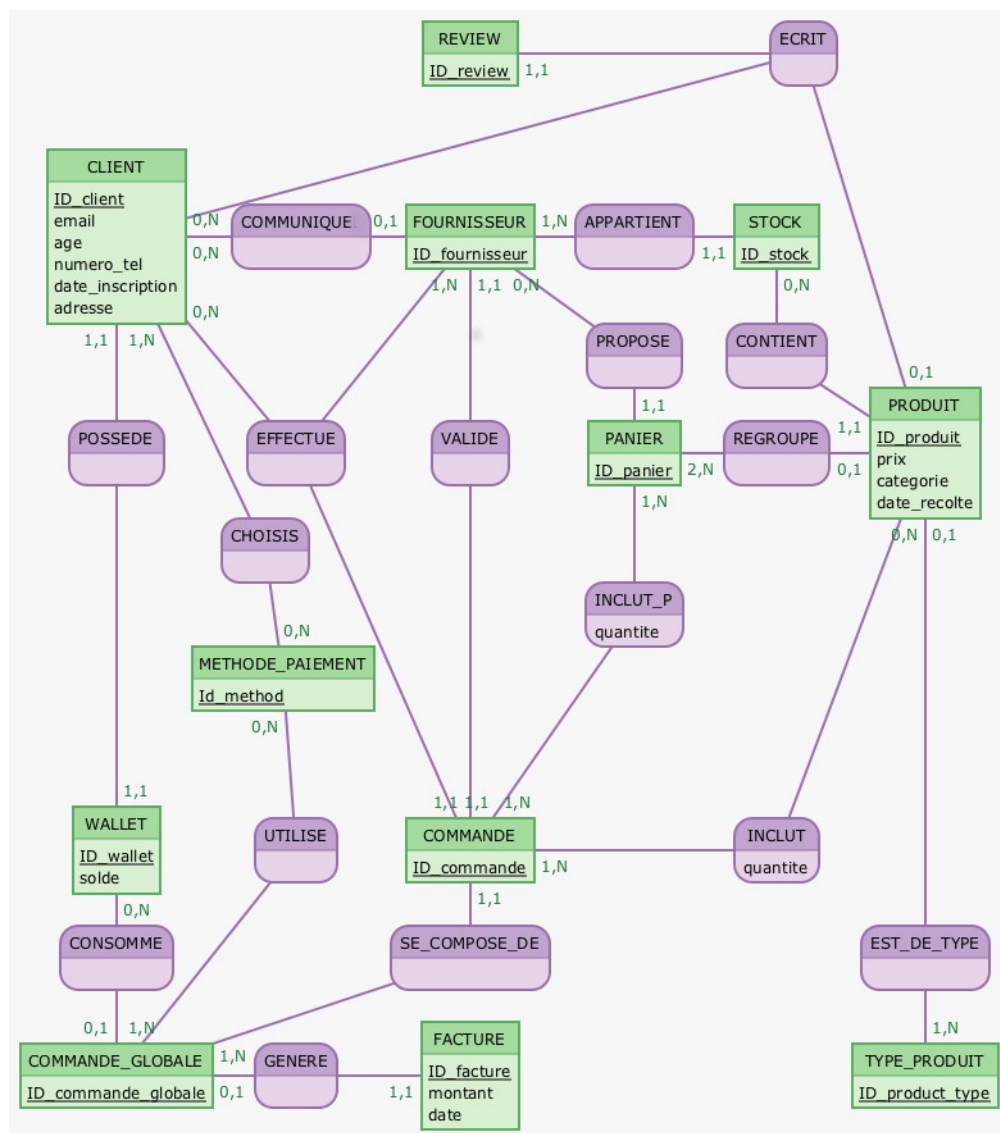 REVIEW
ID_review
1,1
ECRIT
CLIENT
ID_client
email
age
numero_tel
date_inscription
adresse
0,N
0,N
0,N
1,1
1,N
COMMUNIQUE
0,1
FOURNISSEUR
ID_fournisseur
1,N
1,N
1,1
0,N
APPARTIENT
1,1
STOCK
ID_stock
0,N
PROPOSE
1,1
CONTIENT
1,1
0,1
PRODUIT
ID_produit
prix
categorie
date_recolte
0,N
0,1
POSSEDE
EFFECTUE
VALIDE
PANIER
ID_panier
2,N
1,N
REGROUPE
0,1
CHOISIS
0,N
INCLUT_P
quantite
METHODE_PAIEMENT
Id_method
0,N
1,1
WALLET
ID_wallet
solde
0,N
UTILISE
1,1
1,1
1,N
COMMANDE
ID_commande
1,N
1,1
INCLUT
quantite
CONSOMME
0,1
1,N
SE_COMPOSE_DE
EST_DE_TYPE
1,N
COMMANDE_GLOBALE
ID_commande_globale
1,N
0,1
GENERE
1,1
FACTURE
ID_facture
montant
date
TYPE_PRODUIT
ID_product_type